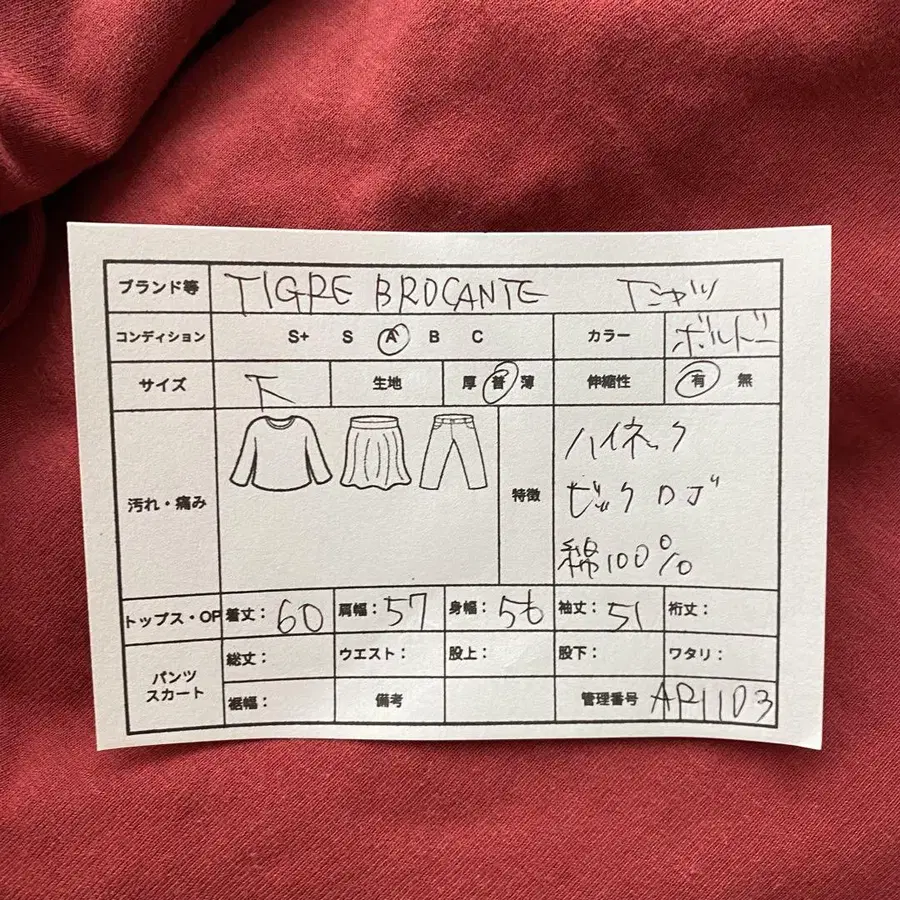 ブランド等 TIGRE BROCANTE Tシャツ
コンディション S+ S A B C カラー ボルドー
サイズ F 生地 厚 普 薄 伸縮性 有 無
汚れ・痛み 特徴 ハイネック
ビックロゴ
綿100%
トップス・OP 着丈:60 肩幅:57 身幅:56 袖丈:51 裄丈:
パンツ スカート 総丈: ウエスト: 股上: 股下: ワタリ:
裾幅: 備考 管理番号 AP1103